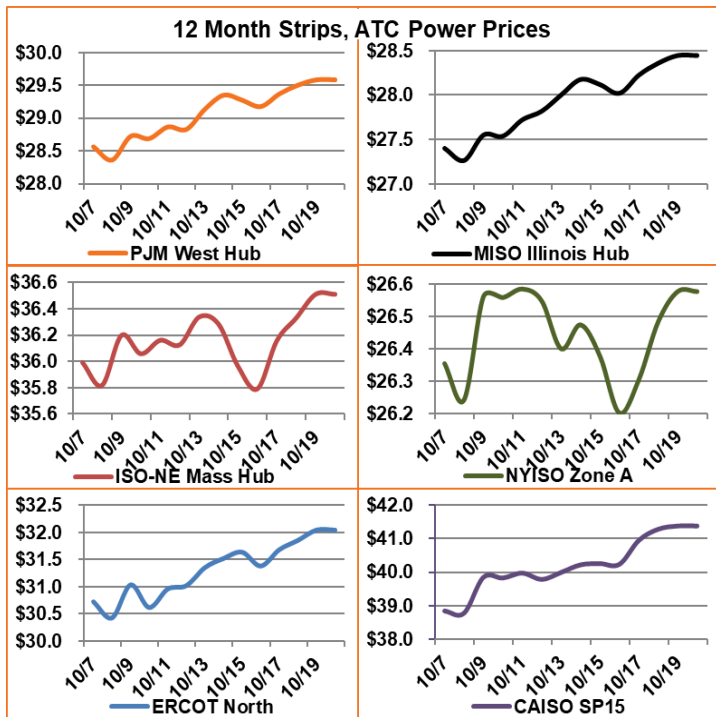 12 Month Strips, ATC Power Prices
$30.0
$29.5
$29.0
$28.5
$28.0
10/7 10/9 10/11 10/13 10/15 10/17 10/19
PJM West Hub
$28.5
$28.0
$27.5
$27.0
10/7 10/9 10/11 10/13 10/15 10/17 10/19
MISO Illinois Hub
$36.6
$36.4
$36.2
$36.0
$35.8
$35.6
10/7 10/9 10/11 10/13 10/15 10/17 10/19
ISO-NE Mass Hub
$26.6
$26.5
$26.4
$26.3
$26.2
10/7 10/9 10/11 10/13 10/15 10/17 10/19
NYISO Zone A
$32.5
$32.0
$31.5
$31.0
$30.5
$30.0
10/7 10/9 10/11 10/13 10/15 10/17 10/19
ERCOT North
$42.0
$41.0
$40.0
$39.0
$38.0
10/7 10/9 10/11 10/13 10/15 10/17 10/19
CAISO SP15